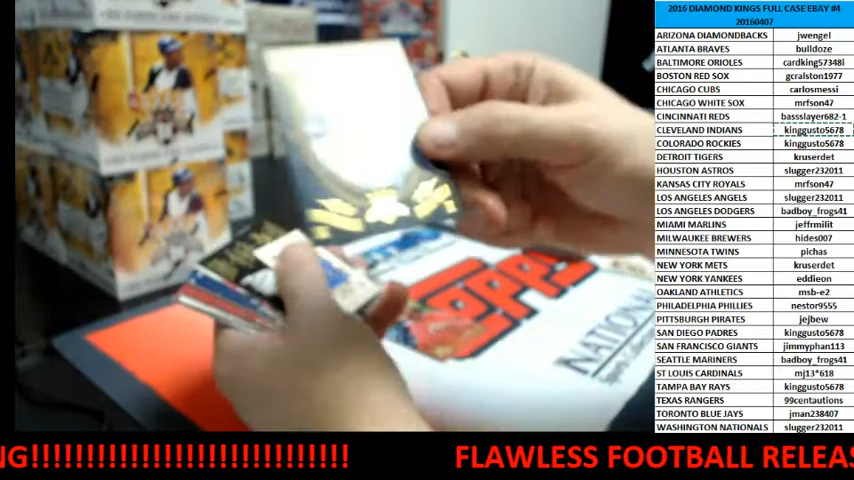 2016 DIAMOND KINGS FULL CASE EBAY #4
20160407
ARIZONA DIAMONDBACKS jwengel
ATLANTA BRAVES bulldoze
BALTIMORE ORIOLES cardking57348i
BOSTON RED SOX gcralston1977
CHICAGO CUBS carlosmessi
CHICAGO WHITE SOX mrfson47
CINCINNATI REDS bassslayer682-1
CLEVELAND INDIANS kinggusto5678
COLORADO ROCKIES kinggusto5678
DETROIT TIGERS kruserdet
HOUSTON ASTROS slugger232011
KANSAS CITY ROYALS mrfson47
LOS ANGELES ANGELS slugger232011
LOS ANGELES DODGERS badboy_frogs41
MIAMI MARLINS jeffrmilit
MILWAUKEE BREWERS hides007
MINNESOTA TWINS pichas
NEW YORK METS kruserdet
NEW YORK YANKEES eddieon
OAKLAND ATHLETICS msb-e2
PHILADELPHIA PHILLIES nestor9555
PITTSBURGH PIRATES jejbew
SAN DIEGO PADRES kinggusto5678
SAN FRANCISCO GIANTS jimmyphan113
SEATTLE MARINERS badboy_frogs41
ST LOUIS CARDINALS mj13*618
TAMPA BAY RAYS kinggusto5678
TEXAS RANGERS 99centautions
TORONTO BLUE JAYS jman238407
WASHINGTON NATIONALS slugger232011
topps
NATIONAL
NG!!!!!!!!!!!!!!!!!!!!!!!!!!!!!! FLAWLESS FOOTBALL RELEAS